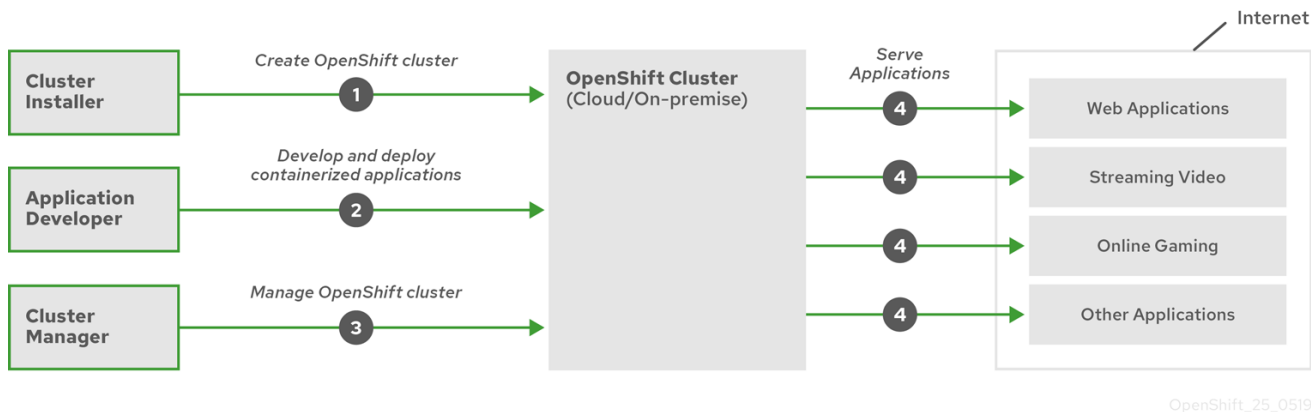 Internet
Cluster
Installer
Create OpenShift cluster
1
Application
Developer
Develop and deploy
containerized applications
2
Cluster
Manager
Manage OpenShift cluster
3
OpenShift Cluster
(Cloud/On-premise)
Serve
Applications
4
Web Applications
4
Streaming Video
4
Online Gaming
4
Other Applications
OpenShift_25_0519